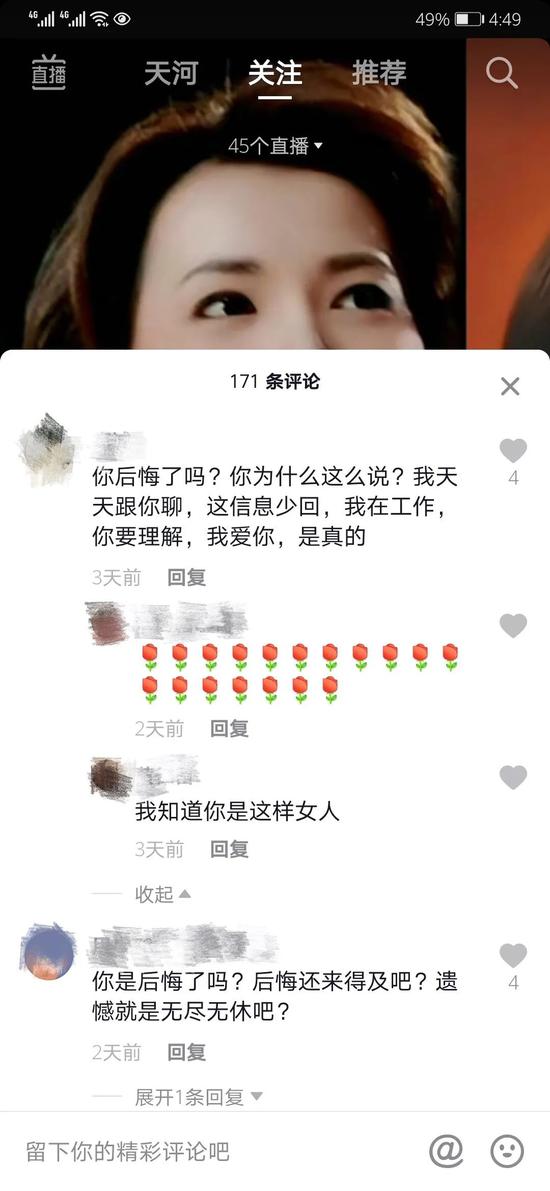 4G 4G 49% 4:49
直播 天河 关注 推荐
45个直播
171 条评论
你后悔了吗？你为什么这么说？我天
天跟你聊，这信息少回，我在工作，
你要理解，我爱你，是真的
4
3天前 回复
🌹🌹🌹🌹🌹🌹🌹🌹🌹🌹🌹
🌹🌹🌹🌹🌹🌹🌹
2天前 回复
我知道你是这样女人
3天前 回复
收起
你是后悔了吗？后悔还来得及吧？遗
憾就是无尽无休吧？
4
2天前 回复
展开1条回复
留下你的精彩评论吧 @